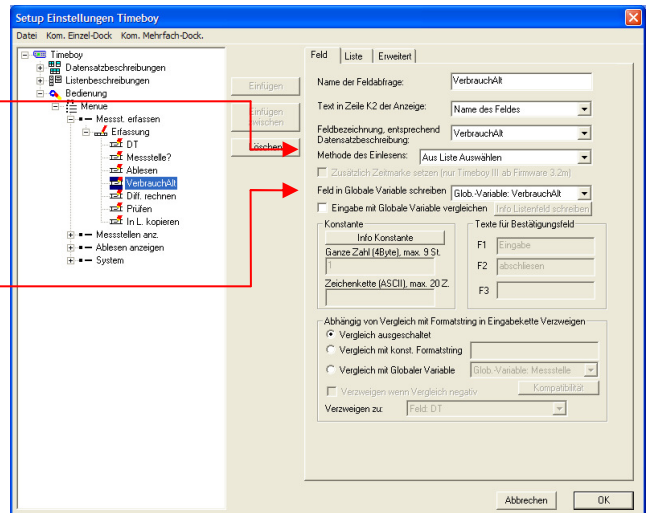 Setup Einstellungen Timeboy
Datei Kom. Einzel-Dock Kom. Mehrfach-Dock.
Timeboy
Datensatzbeschreibungen
Listenbeschreibungen
Bedienung
Menue
Messst. erfassen
Erfassung
DT
Messstelle?
Ablesen
VerbrauchAlt
Diff. rechnen
Prüfen
In L. kopieren
Messstellen anz.
Ablesen anzeigen
System
Einfügen
Einfügen zwischen
Löschen
Feld Liste Erweitert
Name der Feldabfrage: VerbrauchAlt
Text in Zeile K2 der Anzeige: Name des Feldes
Feldbezeichnung, entsprechend
Datensatzbeschreibung: VerbrauchAlt
Methode des Einlesens: Aus Liste Auswählen
Zusätzlich Zeitmarke setzen (nur Timeboy III ab Firmware 3.2m)
Feld in Globale Variable schreiben Glob.-Variable: VerbrauchAlt
Eingabe mit Globale Variable vergleichen Info Listenfeld schreiben
Konstante
Info Konstante
Ganze Zahl (4Byte), max. 9 St.
1
Zeichenkette (ASCII), max. 20 Z.
Texte für Bestätigungsfeld
F1 Eingabe
F2 abschliesen
F3
Abhängig von Vergleich mit Formatstring in Eingabekette Verzweigen
Vergleich ausgeschaltet
Vergleich mit konst. Formatstring
Vergleich mit Globaler Variable Glob.-Variable: Messstelle
Verzweigen wenn Vergleich negativ Kompatibilität
Verzweigen zu: Feld: DT
Abbrechen OK